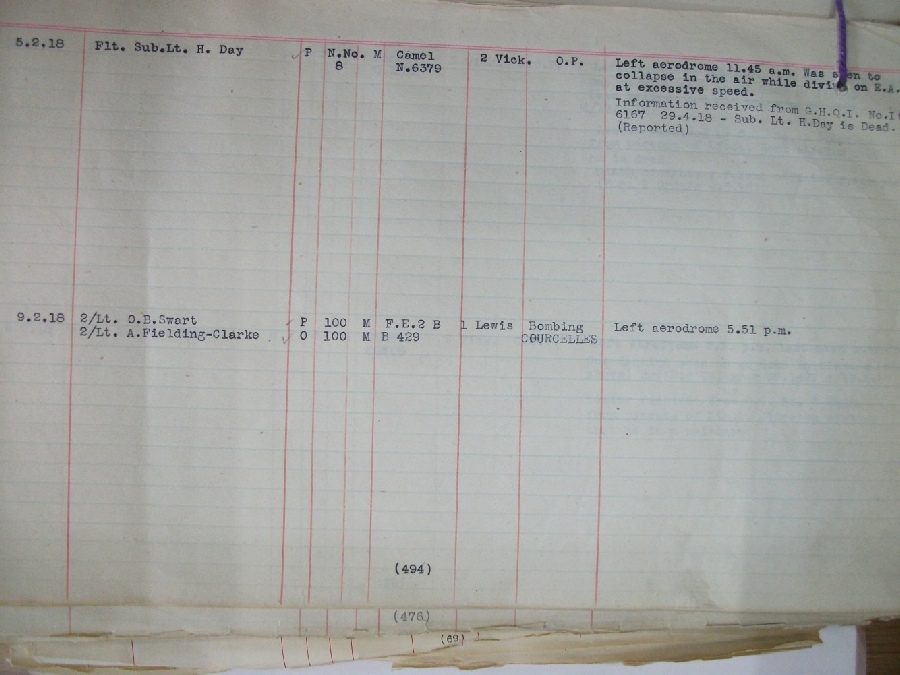 5.2.18 Flt. Sub.Lt. H. Day P N.No. M Camel 2 Vick. O.P. Left aerodrome 11.45 a.m. Was seen to
8 N.6379 collapse in the air while diving on E.A.
at excessive speed.
Information received from G.H.Q.I. No.I
6167 29.4.18 - Sub. Lt. H.Day is Dead.
(Reported)
9.2.18 2/Lt. O.B.Swart P 100 M F.E.2 B 1 Lewis Bombing Left aerodrome 5.51 p.m.
2/Lt. A.Fielding-Clarke O 100 M B 429 COURCELLES
(494)
(476)
(69)